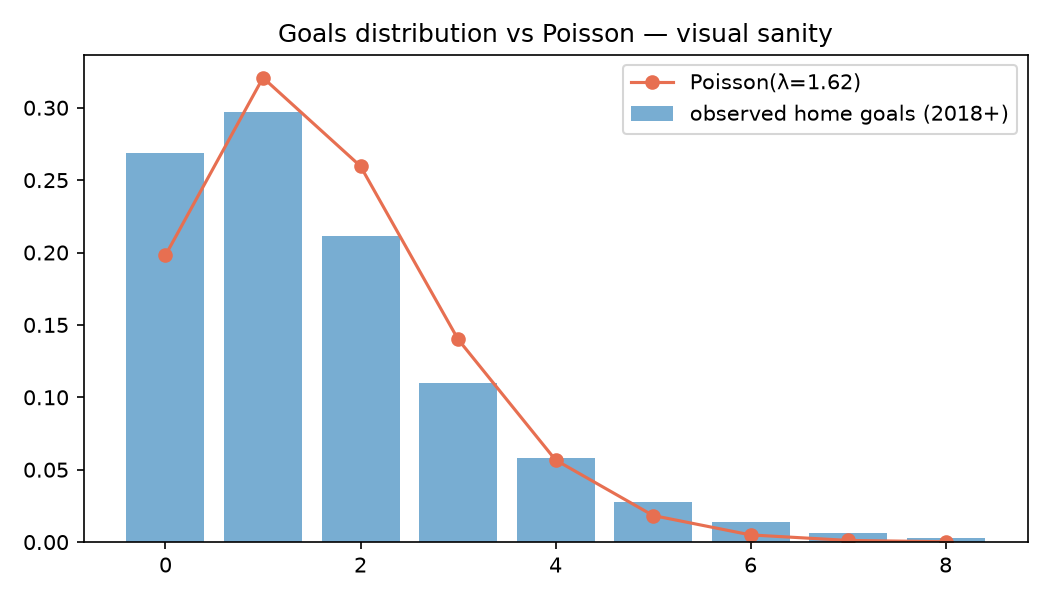 Goals distribution vs Poisson — visual sanity
Poisson(λ=1.62)
observed home goals (2018+)
0.30
0.25
0.20
0.15
0.10
0.05
0.00
0 2 4 6 8